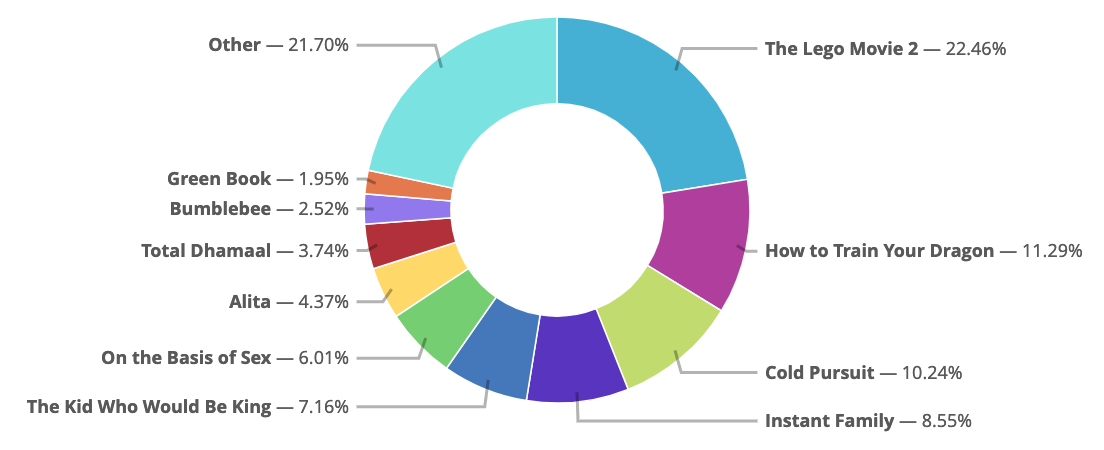 Other — 21.70%
The Lego Movie 2 — 22.46%
Green Book — 1.95%
Bumblebee — 2.52%
Total Dhamaal — 3.74%
How to Train Your Dragon — 11.29%
Alita — 4.37%
On the Basis of Sex — 6.01%
Cold Pursuit — 10.24%
The Kid Who Would Be King — 7.16%
Instant Family — 8.55%